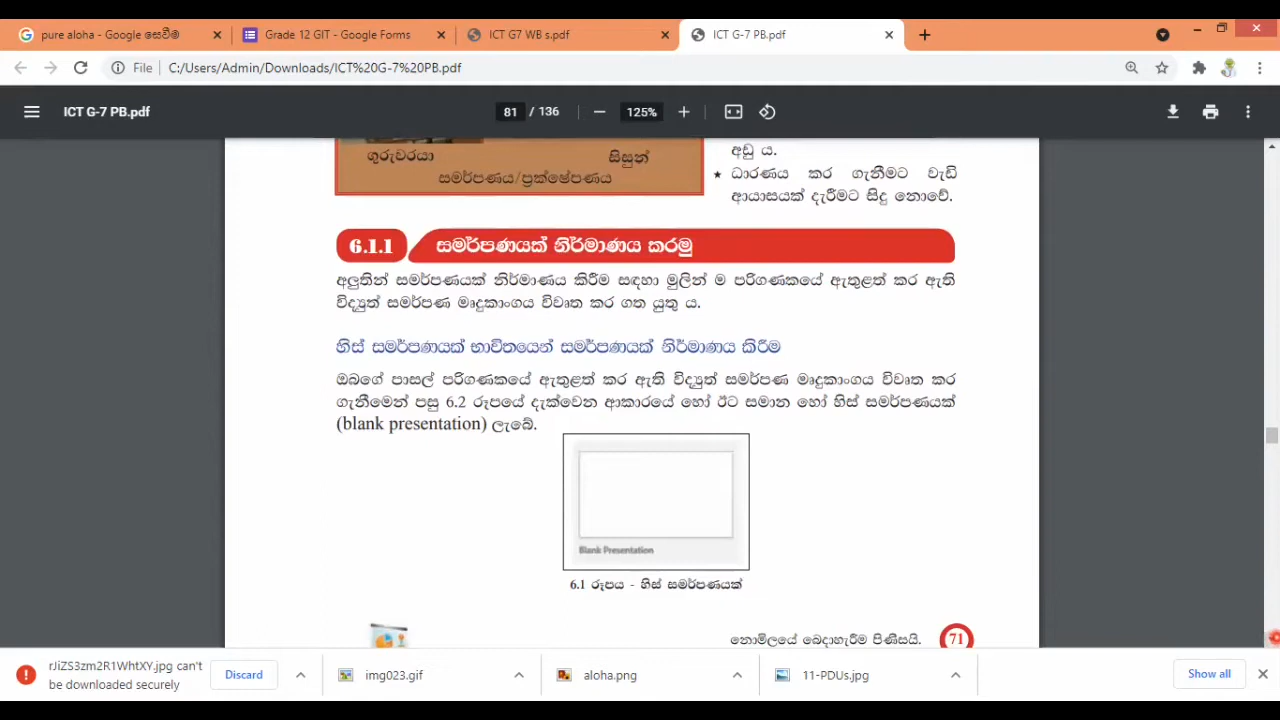 pure aloha - Google සෙවීම
Grade 12 GIT - Google Forms
ICT G7 WB s.pdf
ICT G-7 PB.pdf
File
C:/Users/Admin/Downloads/ICT%20G-7%20PB.pdf
ICT G-7 PB.pdf
81 / 136
125%
ගුරුවරයා
සිසුන්
සමර්පණය/ප්‍රක්ෂේපණය
අඩු ය.
★ ධාරණය කර ගැනීමට වැඩි
ආයාසයක් දැරීමට සිදු නොවේ.
6.1.1 සමර්පණයක් නිර්මාණය කරමු
අලුතින් සමර්පණයක් නිර්මාණය කිරීම සඳහා මුලින් ම පරිගණකයේ ඇතුළත් කර ඇති
විද්‍යුත් සමර්පණ මෘදුකාංගය විවෘත කර ගත යුතු ය.
හිස් සමර්පණයක් භාවිතයෙන් සමර්පණයක් නිර්මාණය කිරීම
ඔබගේ පාසල් පරිගණකයේ ඇතුළත් කර ඇති විද්‍යුත් සමර්පණ මෘදුකාංගය විවෘත කර
ගැනීමෙන් පසු 6.2 රූපයේ දැක්වෙන ආකාරයේ හෝ ඊට සමාන හෝ හිස් සමර්පණයක්
(blank presentation) ලැබේ.
Blank Presentation
6.1 රූපය - හිස් සමර්පණයක්
නොමිලයේ බෙදාහැරීම පිණිසයි.
71
rJiZS3zm2R1WhtXY.jpg can't
be downloaded securely
Discard
img023.gif
aloha.png
11-PDUs.jpg
Show all